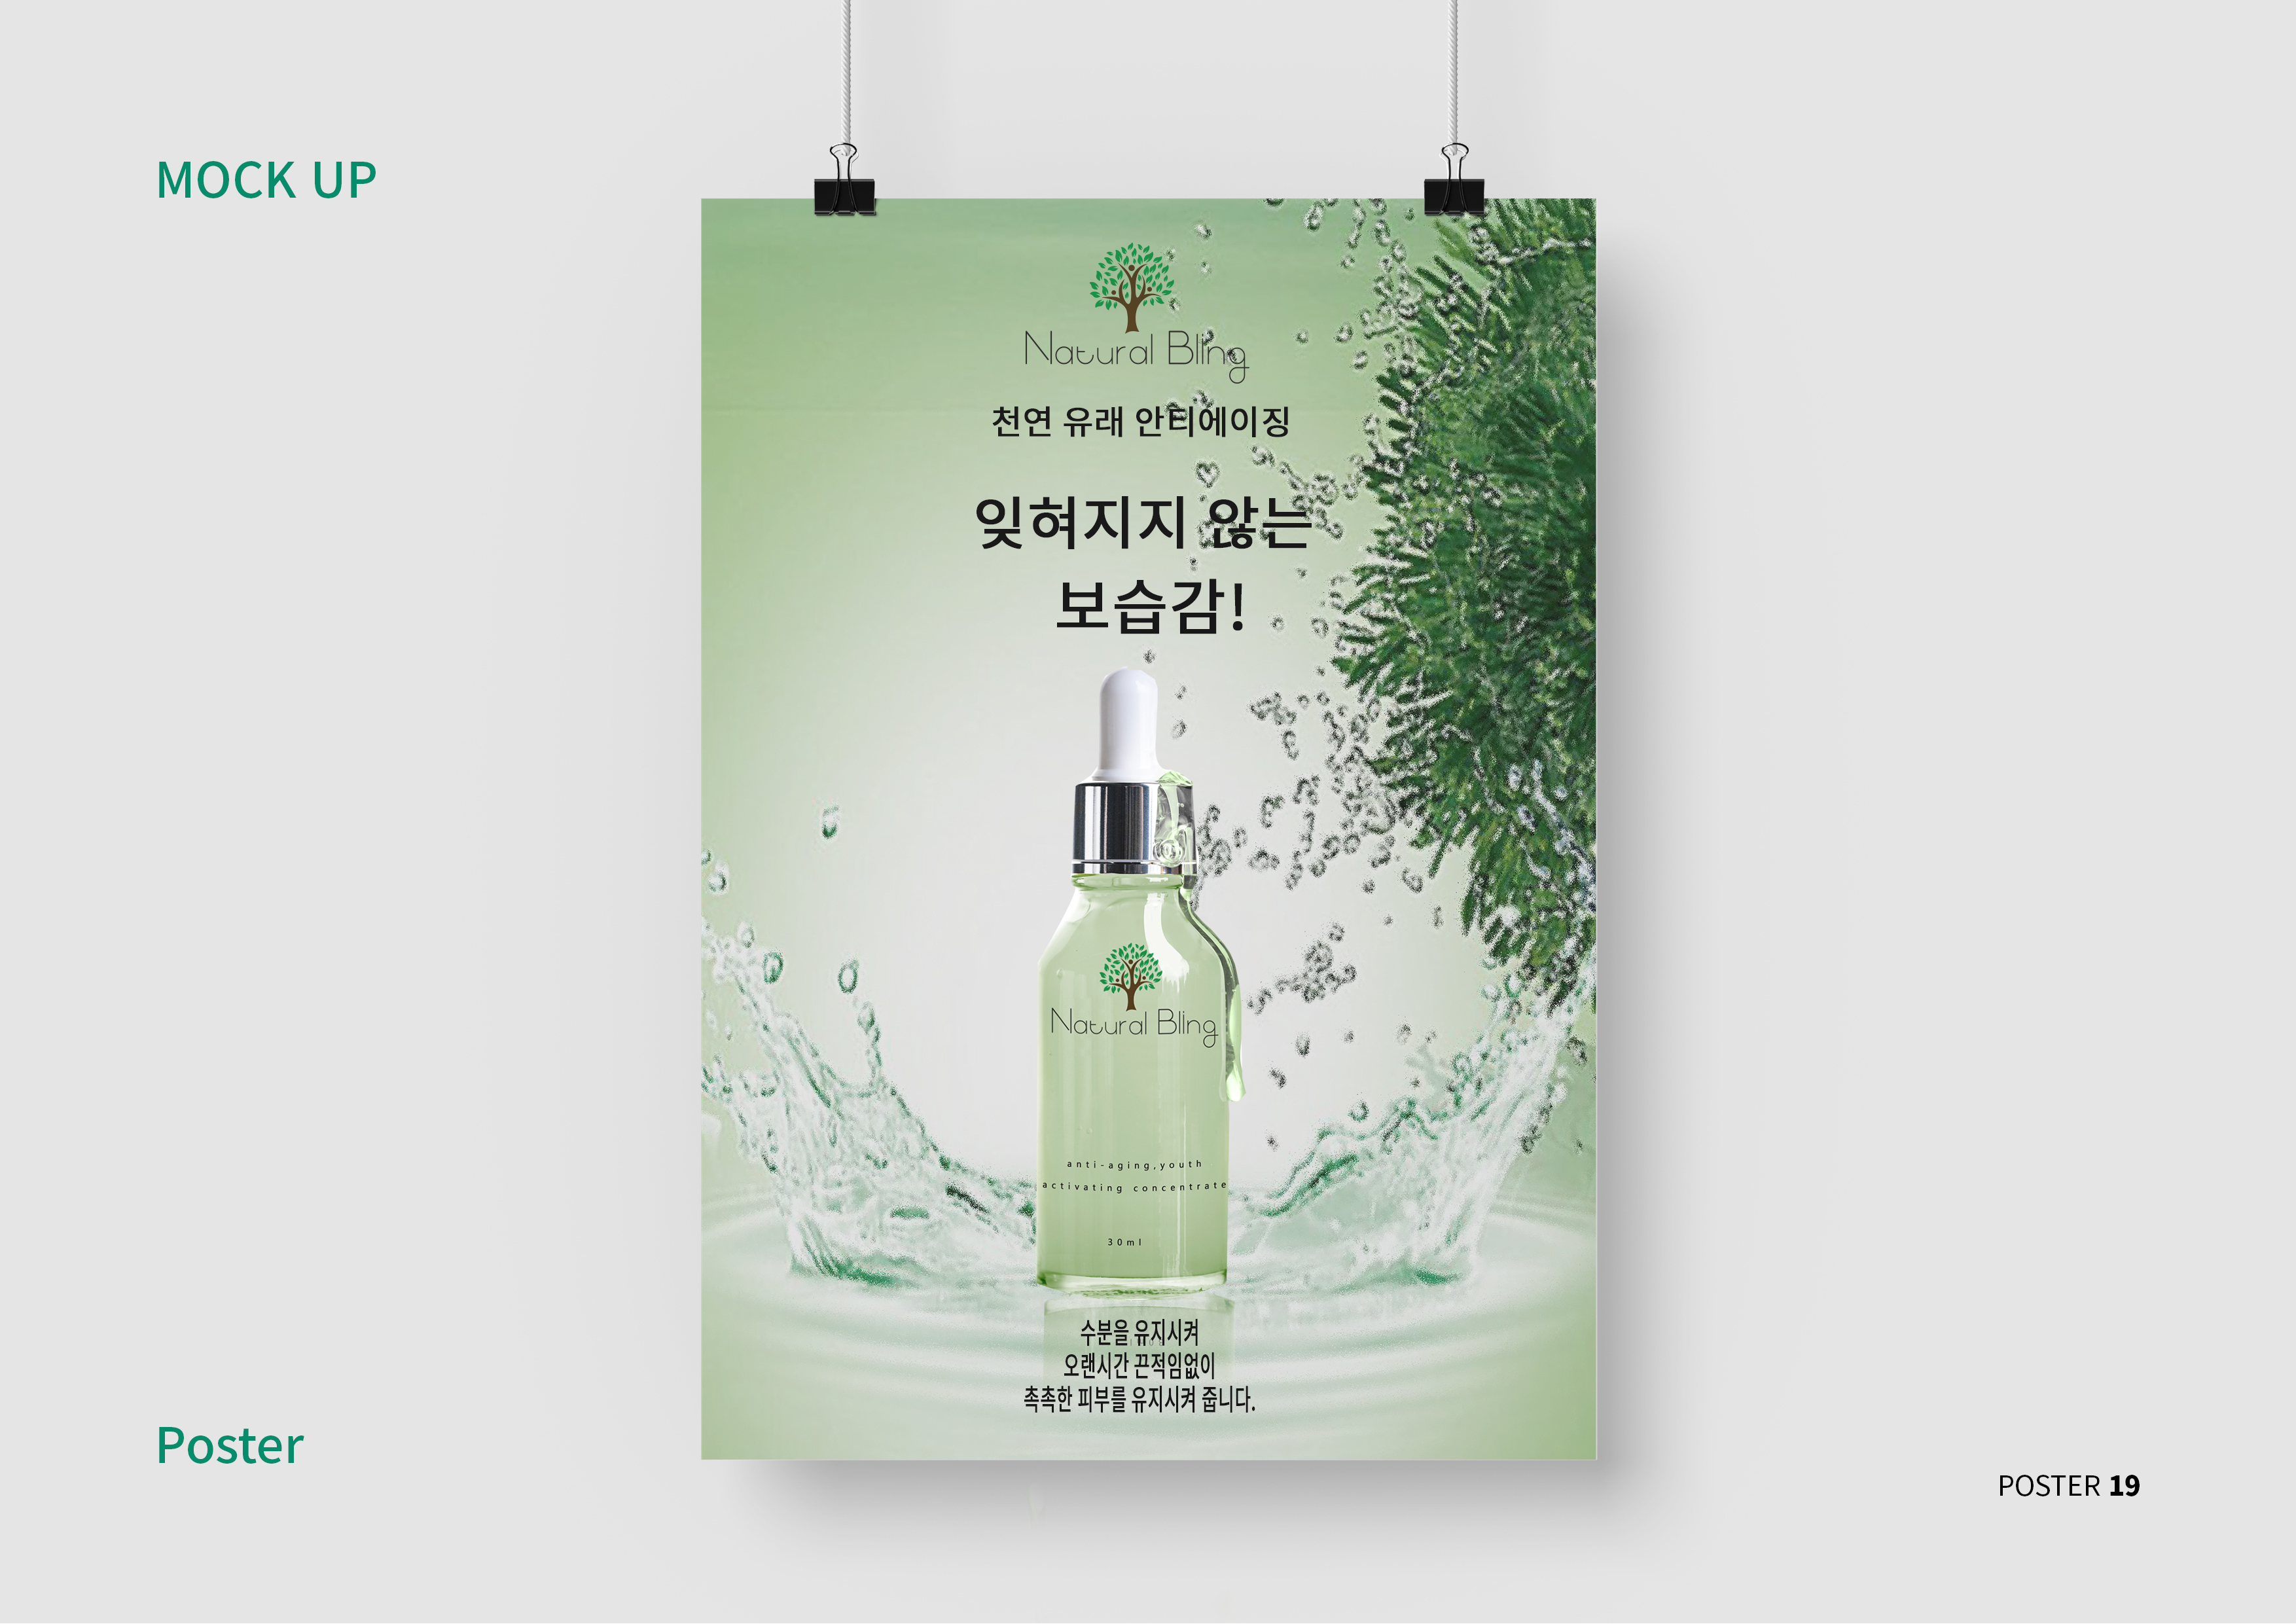 MOCK UP
Natural Bling
천연 유래 안티에이징
잊혀지지 않는
보습감!
Natural Bling
anti-aging,youth
activating concentrate
30ml
수분을 유지시켜
오랜시간 끈적임없이
촉촉한 피부를 유지시켜 줍니다.
Poster
POSTER 19